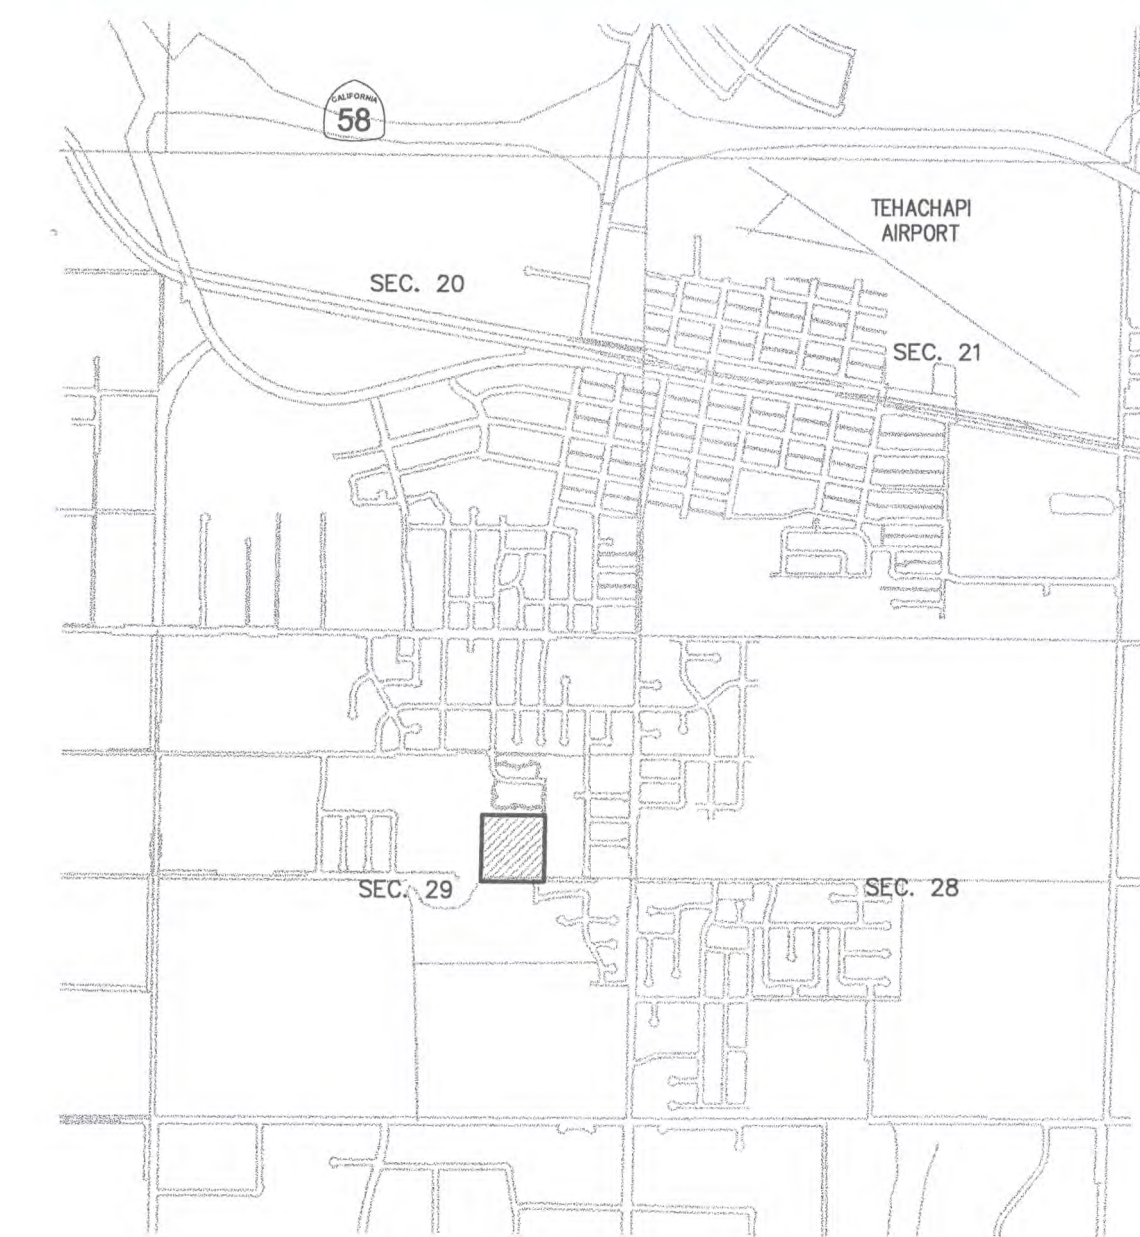 CALIFORNIA
58
TEHACHAPI
AIRPORT
SEC. 20
SEC. 21
SEC. 29
SEC. 28